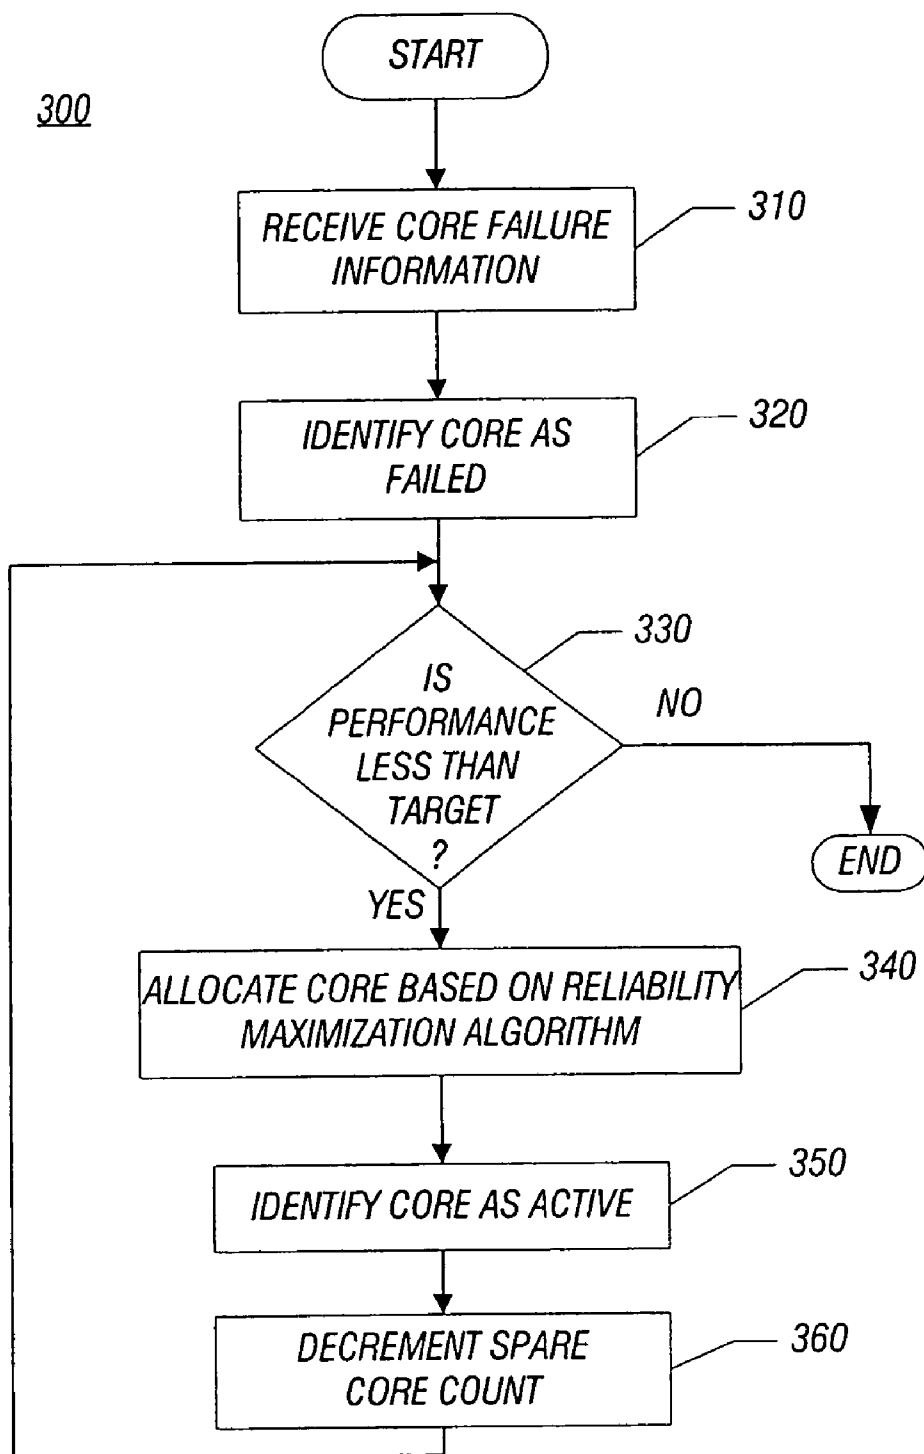 START
300
RECEIVE CORE FAILURE
INFORMATION
310
IDENTIFY CORE AS
FAILED
320
330
IS
PERFORMANCE
LESS THAN
TARGET
?
NO
END
YES
ALLOCATE CORE BASED ON RELIABILITY
MAXIMIZATION ALGORITHM
340
IDENTIFY CORE AS ACTIVE
350
DECREMENT SPARE
CORE COUNT
360